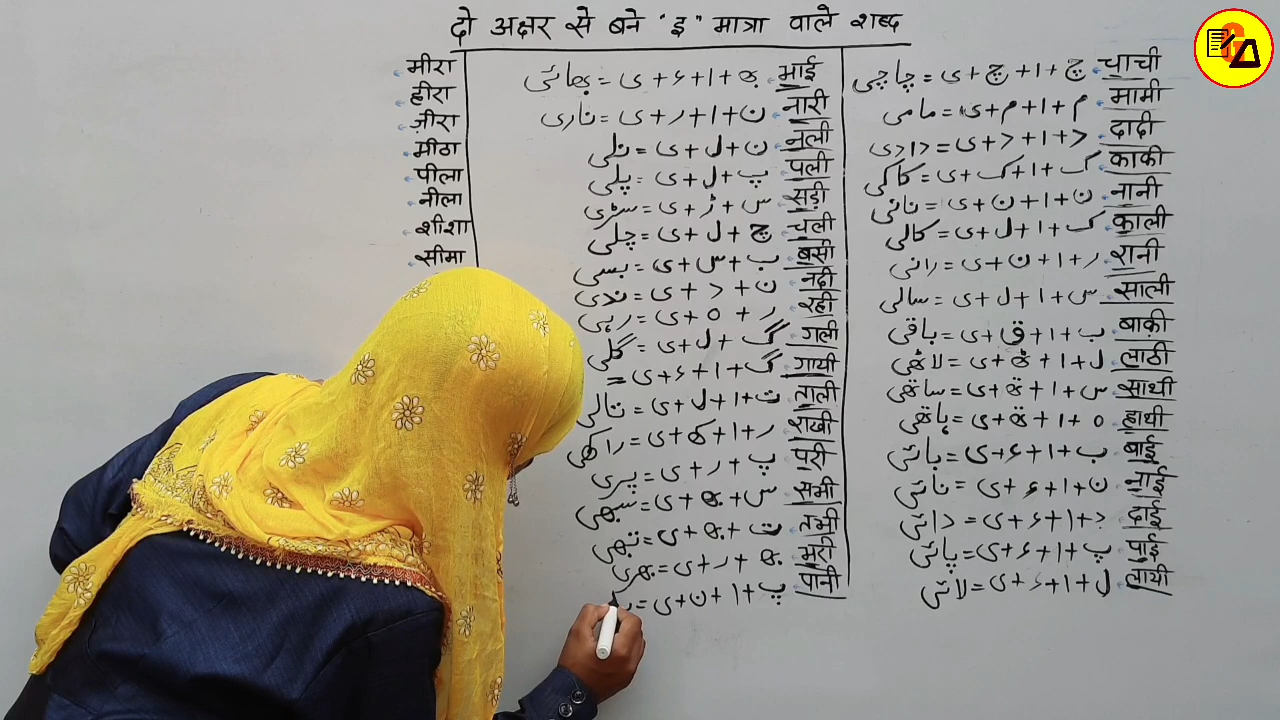 दो अक्षर से बने "इ" मात्रा वाले शब्द
चाची چ+ا+چ+ی=چاچی
मामी م+ا+م+ی=مامی
दादी د+ا+د+ی=دادی
काकी ک+ا+ک+ی=کاکی
नानी ن+ا+ن+ی=نانی
काली ک+ا+ل+ی=کالی
रानी ر+ا+ن+ی=رانی
साली س+ا+ل+ی=سالی
बाकी ب+ا+ق+ی=باقی
लाठी ل+ا+ٹھ+ی=لاٹھی
साथी س+ا+تھ+ی=ساتھی
हाथी ہ+ا+تھ+ی=ہاتھی
बाई ب+ا+ء+ی=بائی
नाई ن+ا+ء+ی=نائی
दाई د+ا+ء+ی=دائی
पाई پ+ا+ء+ی=پائی
लायी ل+ا+ء+ی=لائی
भाई بھ+ا+ء+ی=بھائی
नारी ن+ا+ر+ی=ناری
नली ن+ل+ی=نلی
पली پ+ل+ی=پلی
सड़ी س+ڑ+ی=سڑی
चली چ+ل+ی=چلی
बसी ب+س+ی=بسی
नदी ن+د+ی=ندی
रही ر+ہ+ی=رہی
गली گ+ل+ی=گلی
गायी گ+ا+ء+ی=
ताली ت+ا+ل+ی=تالی
राखी ر+ا+کھ+ی=راکھی
परी پ+ر+ی=پری
सभी س+بھ+ی=سبھی
तभी ت+بھ+ی=تبھی
भरी بھ+ر+ی=بھری
पानी پ+ا+ن+ی=
मीरा
हीरा
ज़ीरा
मीठा
पीला
नीला
शीशा
सीमा